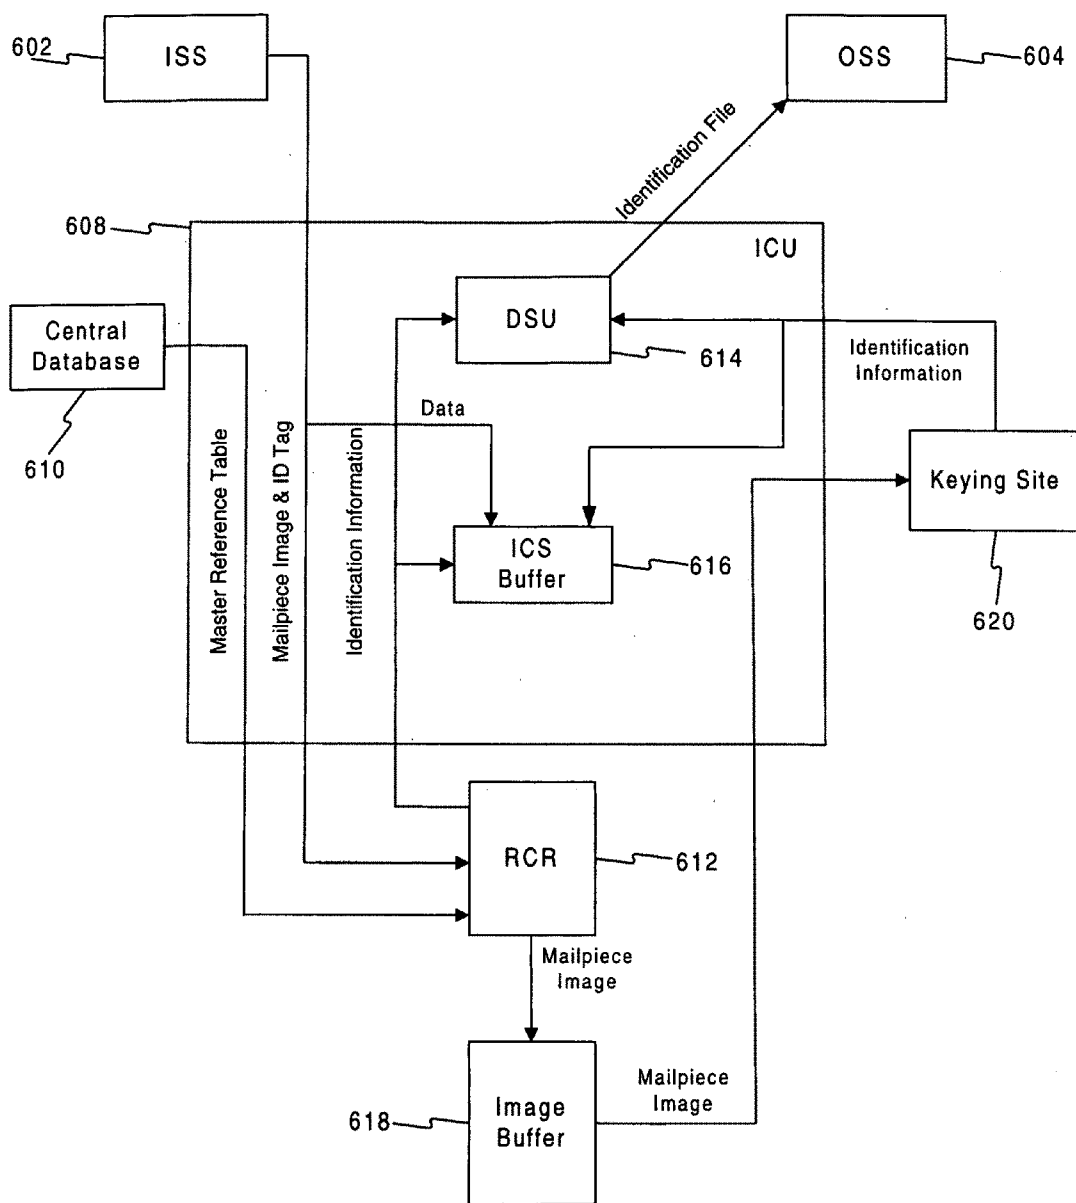 602
ISS
OSS
604
Identification File
608
ICU
Central
Database
610
DSU
614
Identification
Information
Data
Master Reference Table
Mailpiece Image & ID Tag
Identification Information
ICS
Buffer
616
Keying Site
620
RCR
612
Mailpiece
Image
Image
Buffer
618
Mailpiece
Image